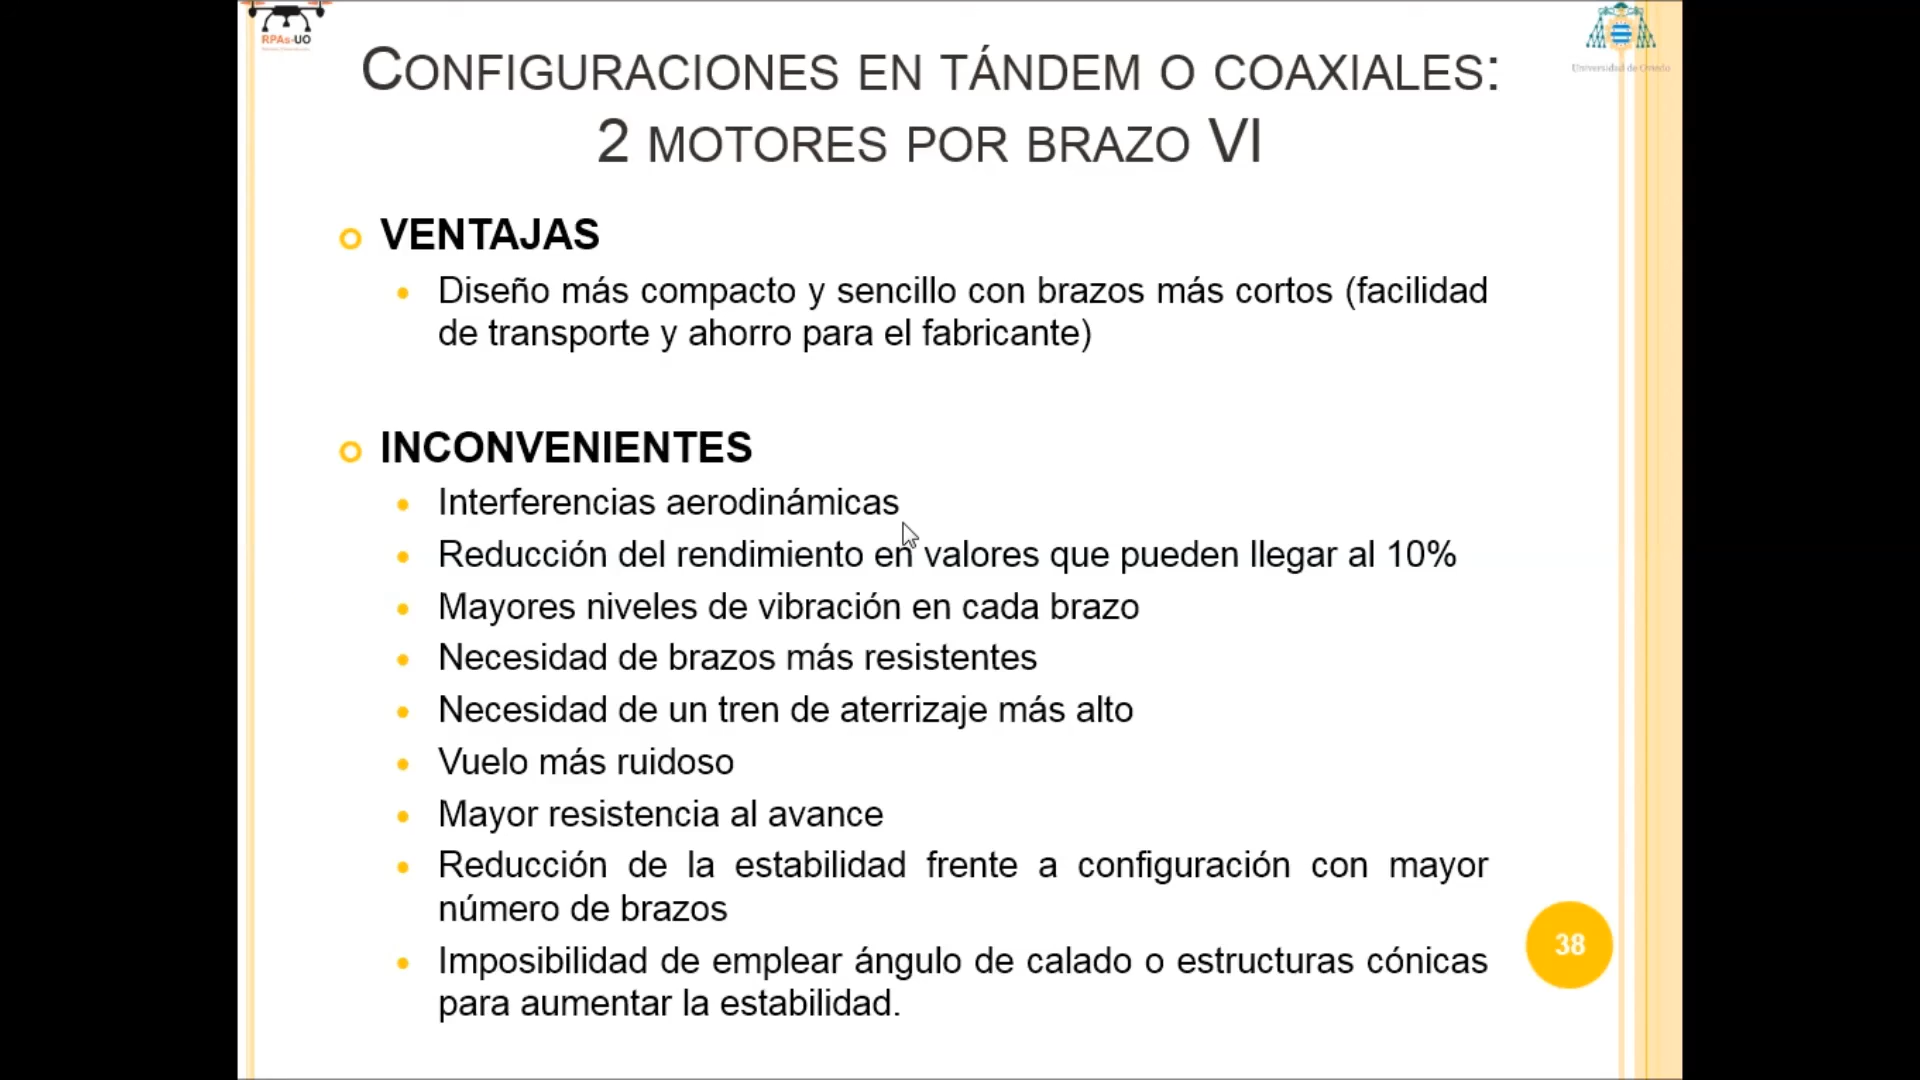 RPAs-UO
Universidad de Oviedo
CONFIGURACIONES EN TÁNDEM O COAXIALES:
2 MOTORES POR BRAZO VI
VENTAJAS
Diseño más compacto y sencillo con brazos más cortos (facilidad
de transporte y ahorro para el fabricante)
INCONVENIENTES
Interferencias aerodinámicas
Reducción del rendimiento en valores que pueden llegar al 10%
Mayores niveles de vibración en cada brazo
Necesidad de brazos más resistentes
Necesidad de un tren de aterrizaje más alto
Vuelo más ruidoso
Mayor resistencia al avance
Reducción de la estabilidad frente a configuración con mayor
número de brazos
Imposibilidad de emplear ángulo de calado o estructuras cónicas
para aumentar la estabilidad.
38